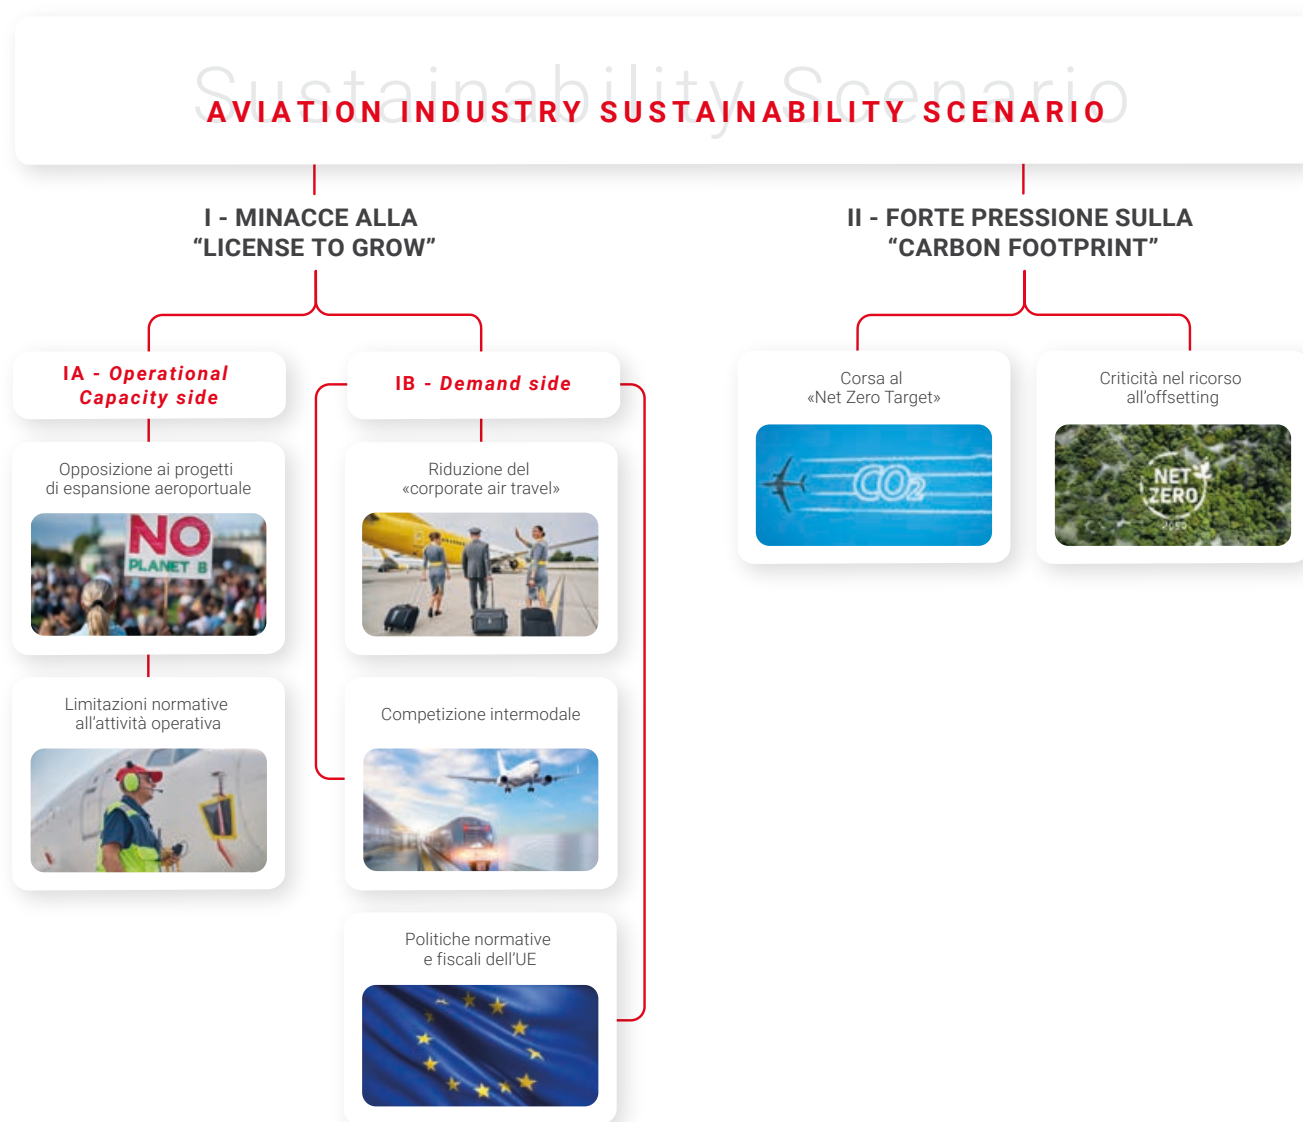 Sustainability Scenario
AVIATION INDUSTRY SUSTAINABILITY SCENARIO
I - MINACCE ALLA
“LICENSE TO GROW”
II - FORTE PRESSIONE SULLA
“CARBON FOOTPRINT”
IA - Operational
Capacity side
IB - Demand side
Opposizione ai progetti
di espansione aeroportuale
NO
PLANET B
Limitazioni normative
all’attività operativa
Riduzione del
«corporate air travel»
Competizione intermodale
Politiche normative
e fiscali dell’UE
Corsa al
«Net Zero Target»
CO₂
Criticità nel ricorso
all’offsetting
NET
ZERO
2050